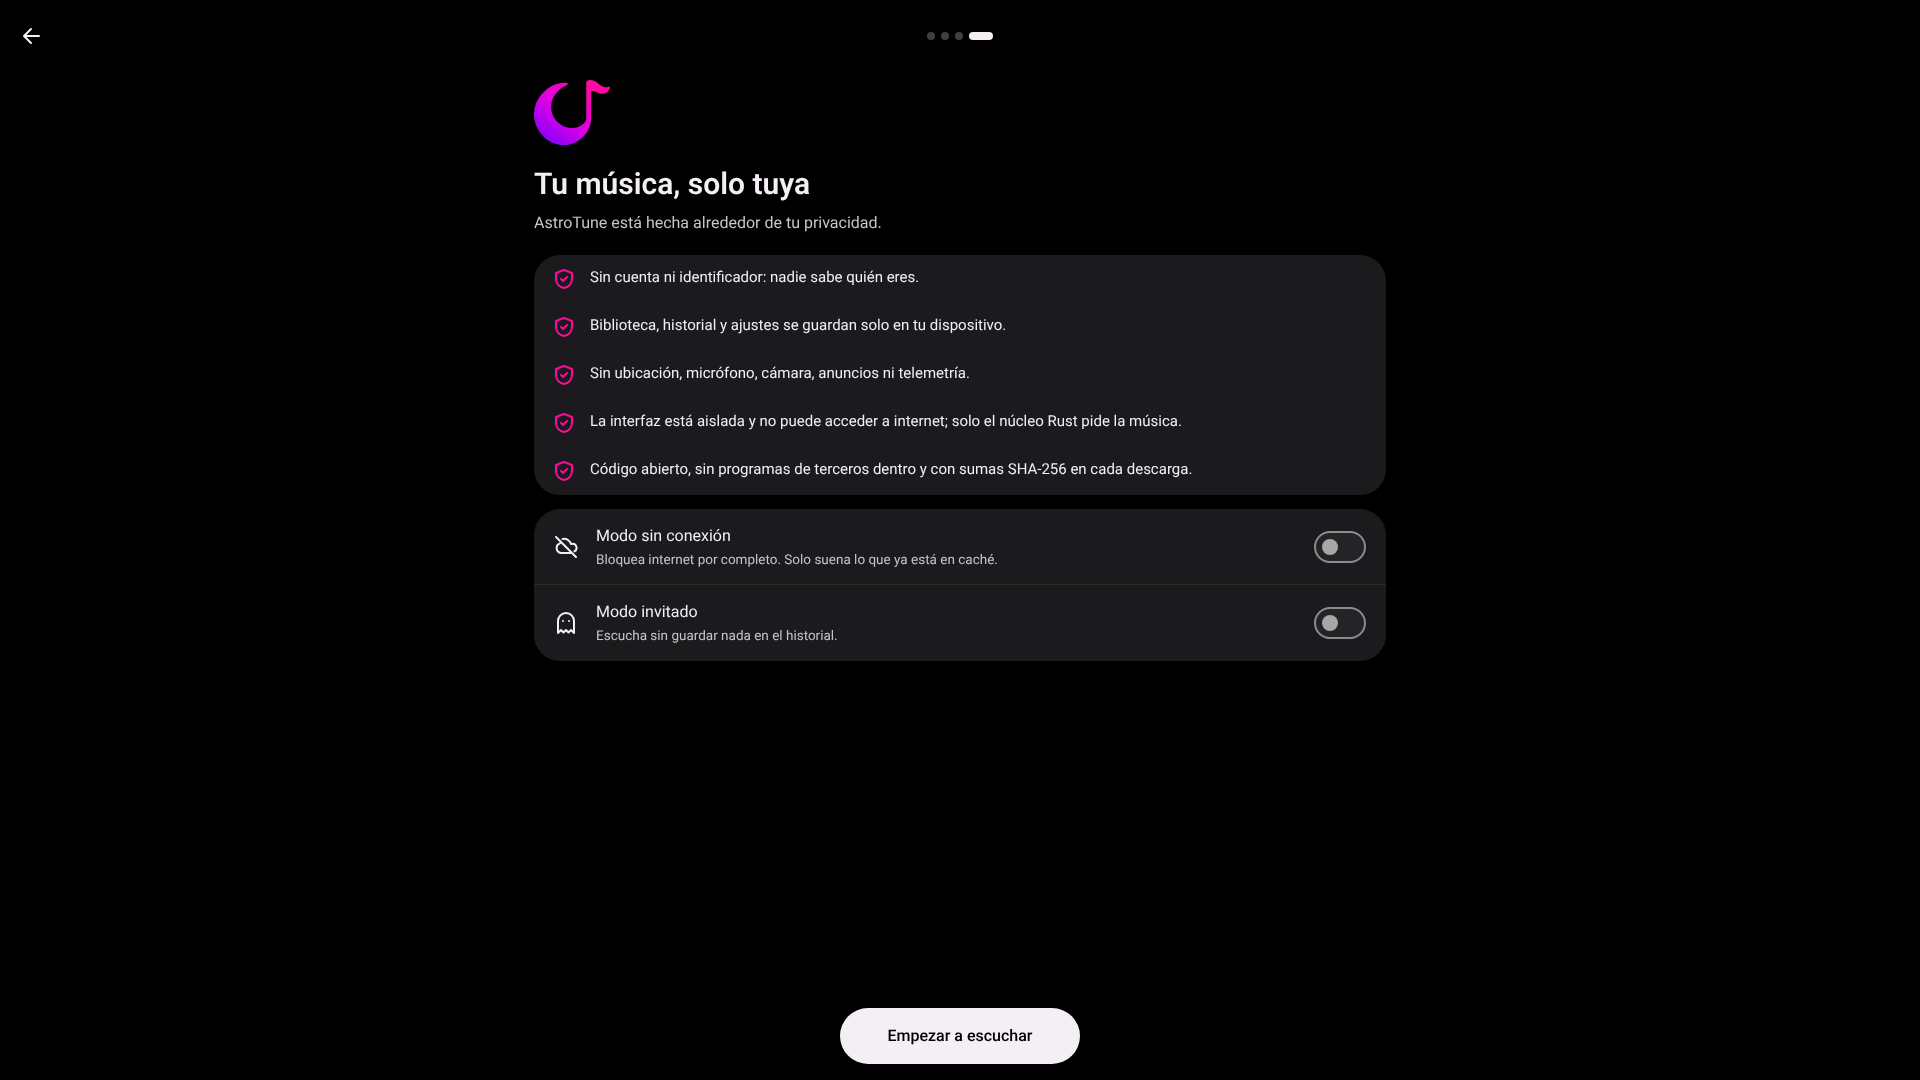 Tu música, solo tuya
AstroTune está hecha alrededor de tu privacidad.
Sin cuenta ni identificador: nadie sabe quién eres.
Biblioteca, historial y ajustes se guardan solo en tu dispositivo.
Sin ubicación, micrófono, cámara, anuncios ni telemetría.
La interfaz está aislada y no puede acceder a internet; solo el núcleo Rust pide la música.
Código abierto, sin programas de terceros dentro y con sumas SHA-256 en cada descarga.
Modo sin conexión
Bloquea internet por completo. Solo suena lo que ya está en caché.
Modo invitado
Escucha sin guardar nada en el historial.
Empezar a escuchar